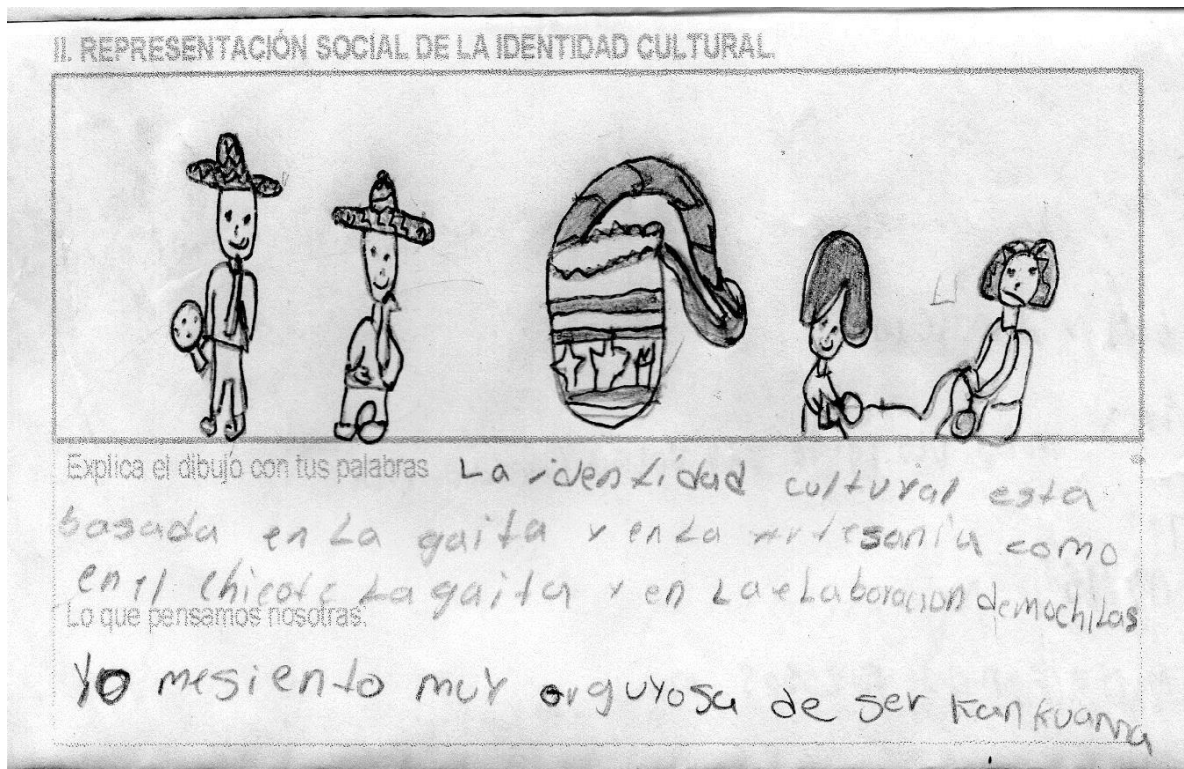 II. REPRESENTACIÓN SOCIAL DE LA IDENTIDAD CULTURAL.
Explica el dibujo con tus palabras La identidad cultural esta
basada en La gaita y en La artesania como
en el chicote La gaita y en La eLaboracion demochiLas
Lo que pensamos nosotras:
Yo mesiento muy orguyosa de ser kankuama